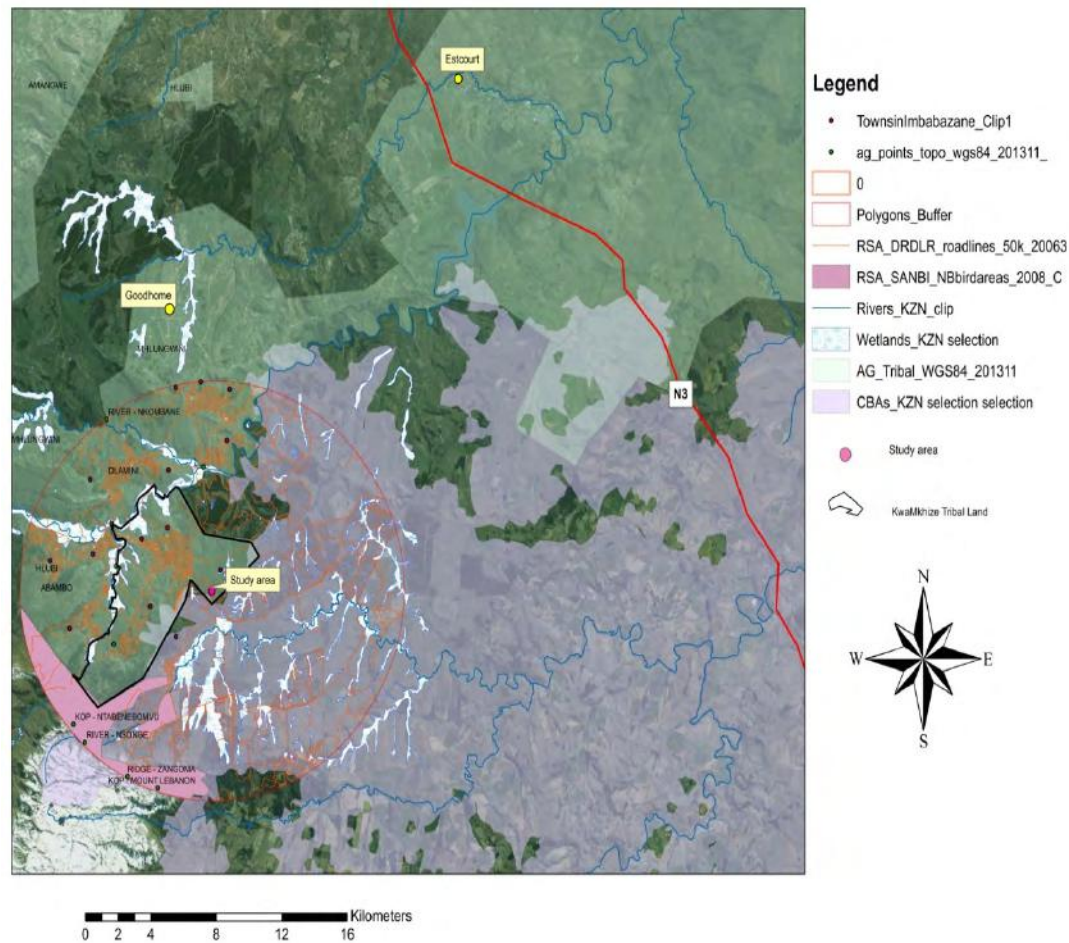 Estcourt
AMANGWE
HLUBI
Goodhome
MHLUNGWINI
N3
RIVER - NKOMBANE
MHLUNGWINI
DLAMINI
HLUBI
ABAMBO
Study area
KOP - NTABENEBOMVU
RIVER - NSONGE
RIDGE - ZANGOMA
KOP - MOUNT LEBANON
Legend
TownsinImbabazane_Clip1
ag_points_topo_wgs84_201311_
0
Polygons_Buffer
RSA_DRDLR_roadlines_50k_20063
RSA_SANBI_NBbirdareas_2008_C
Rivers_KZN_clip
Wetlands_KZN selection
AG_Tribal_WGS84_201311
CBAs_KZN selection selection
Study area
KwaMkhize Tribal Land
N
W
E
S
Kilometers
0 2 4 8 12 16